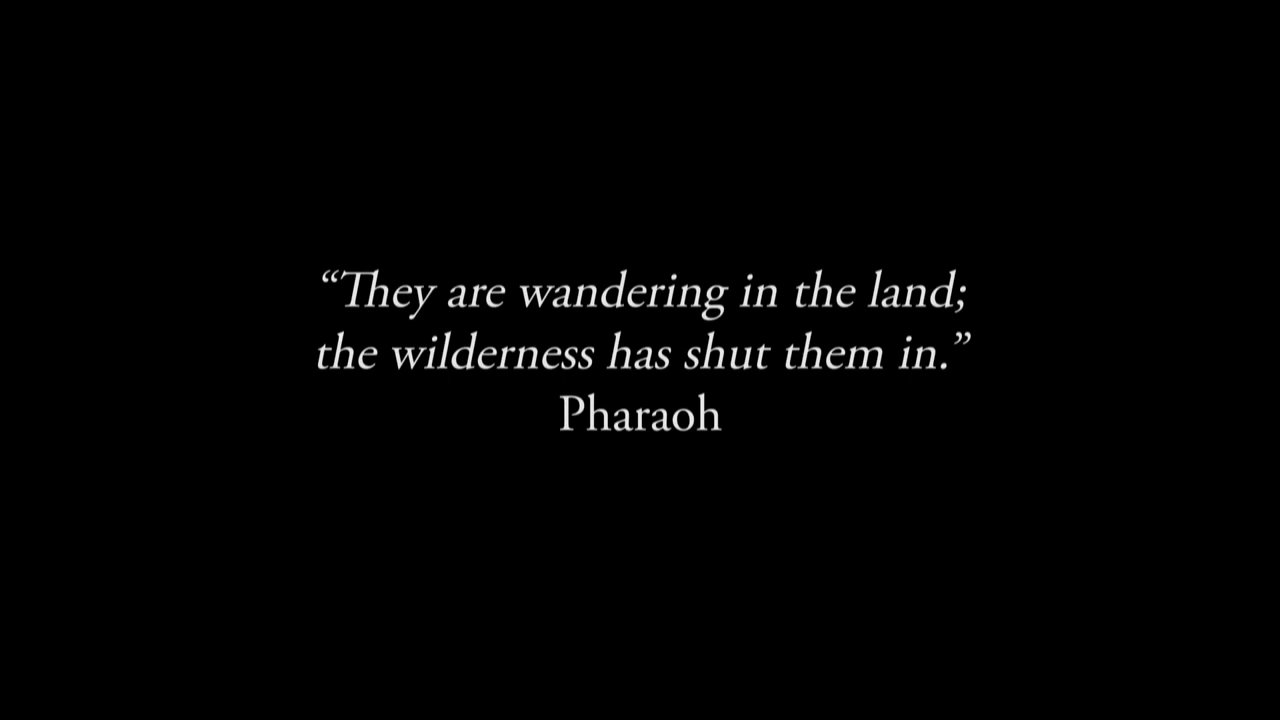 “They are wandering in the land;
the wilderness has shut them in.”
Pharaoh